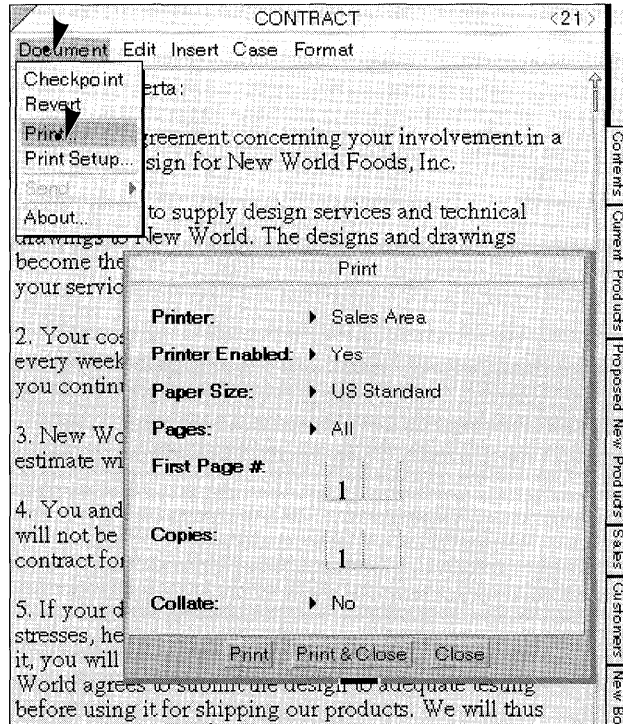 CONTRACT <21>
Document Edit Insert Case Format
Checkpoint
Revert
Print...
Print Setup...
Send
About...
erta:
greement concerning your involvement in a
sign for New World Foods, Inc.
to supply design services and technical
drawings to New World. The designs and drawings
become the
your servic
2. Your cos
every week
you continu
3. New Wo
estimate wi
4. You and
will not be
contract for
5. If your d
stresses, he
it, you will
World agrees to submit the design to adequate testing
before using it for shipping our products. We will thus
Print
Printer: Sales Area
Printer Enabled: Yes
Paper Size: US Standard
Pages: All
First Page #: 1
Copies: 1
Collate: No
Print Print & Close Close
Contents
Current Products
Proposed New Products
Sales
Customers
New Bo